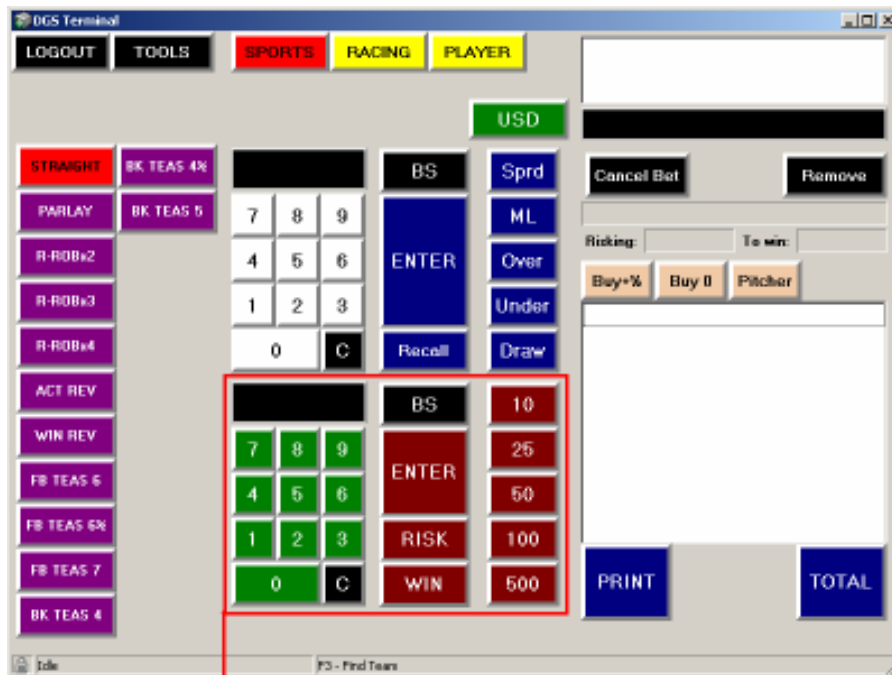 DGS Terminal
LOGOUT TOOLS SPORTS RACING PLAYER
USD
STRAIGHT BK TEAS 4½ BS Sprd Cancel Bet Remove
PARLAY BK TEAS 5 7 8 9 ENTER ML
Risking: To win:
R-ROBx2 4 5 6 Over
Buy+½ Buy 0 Pitcher
R-ROBx3 1 2 3 Under
R-ROBx4 0 C Recall Draw
ACT REV BS 10
WIN REV 7 8 9 ENTER 25
FB TEAS 6 4 5 6 50
FB TEAS 6½ 1 2 3 RISK 100
FB TEAS 7 0 C WIN 500 PRINT TOTAL
BK TEAS 4
Idle F3 - Find Team